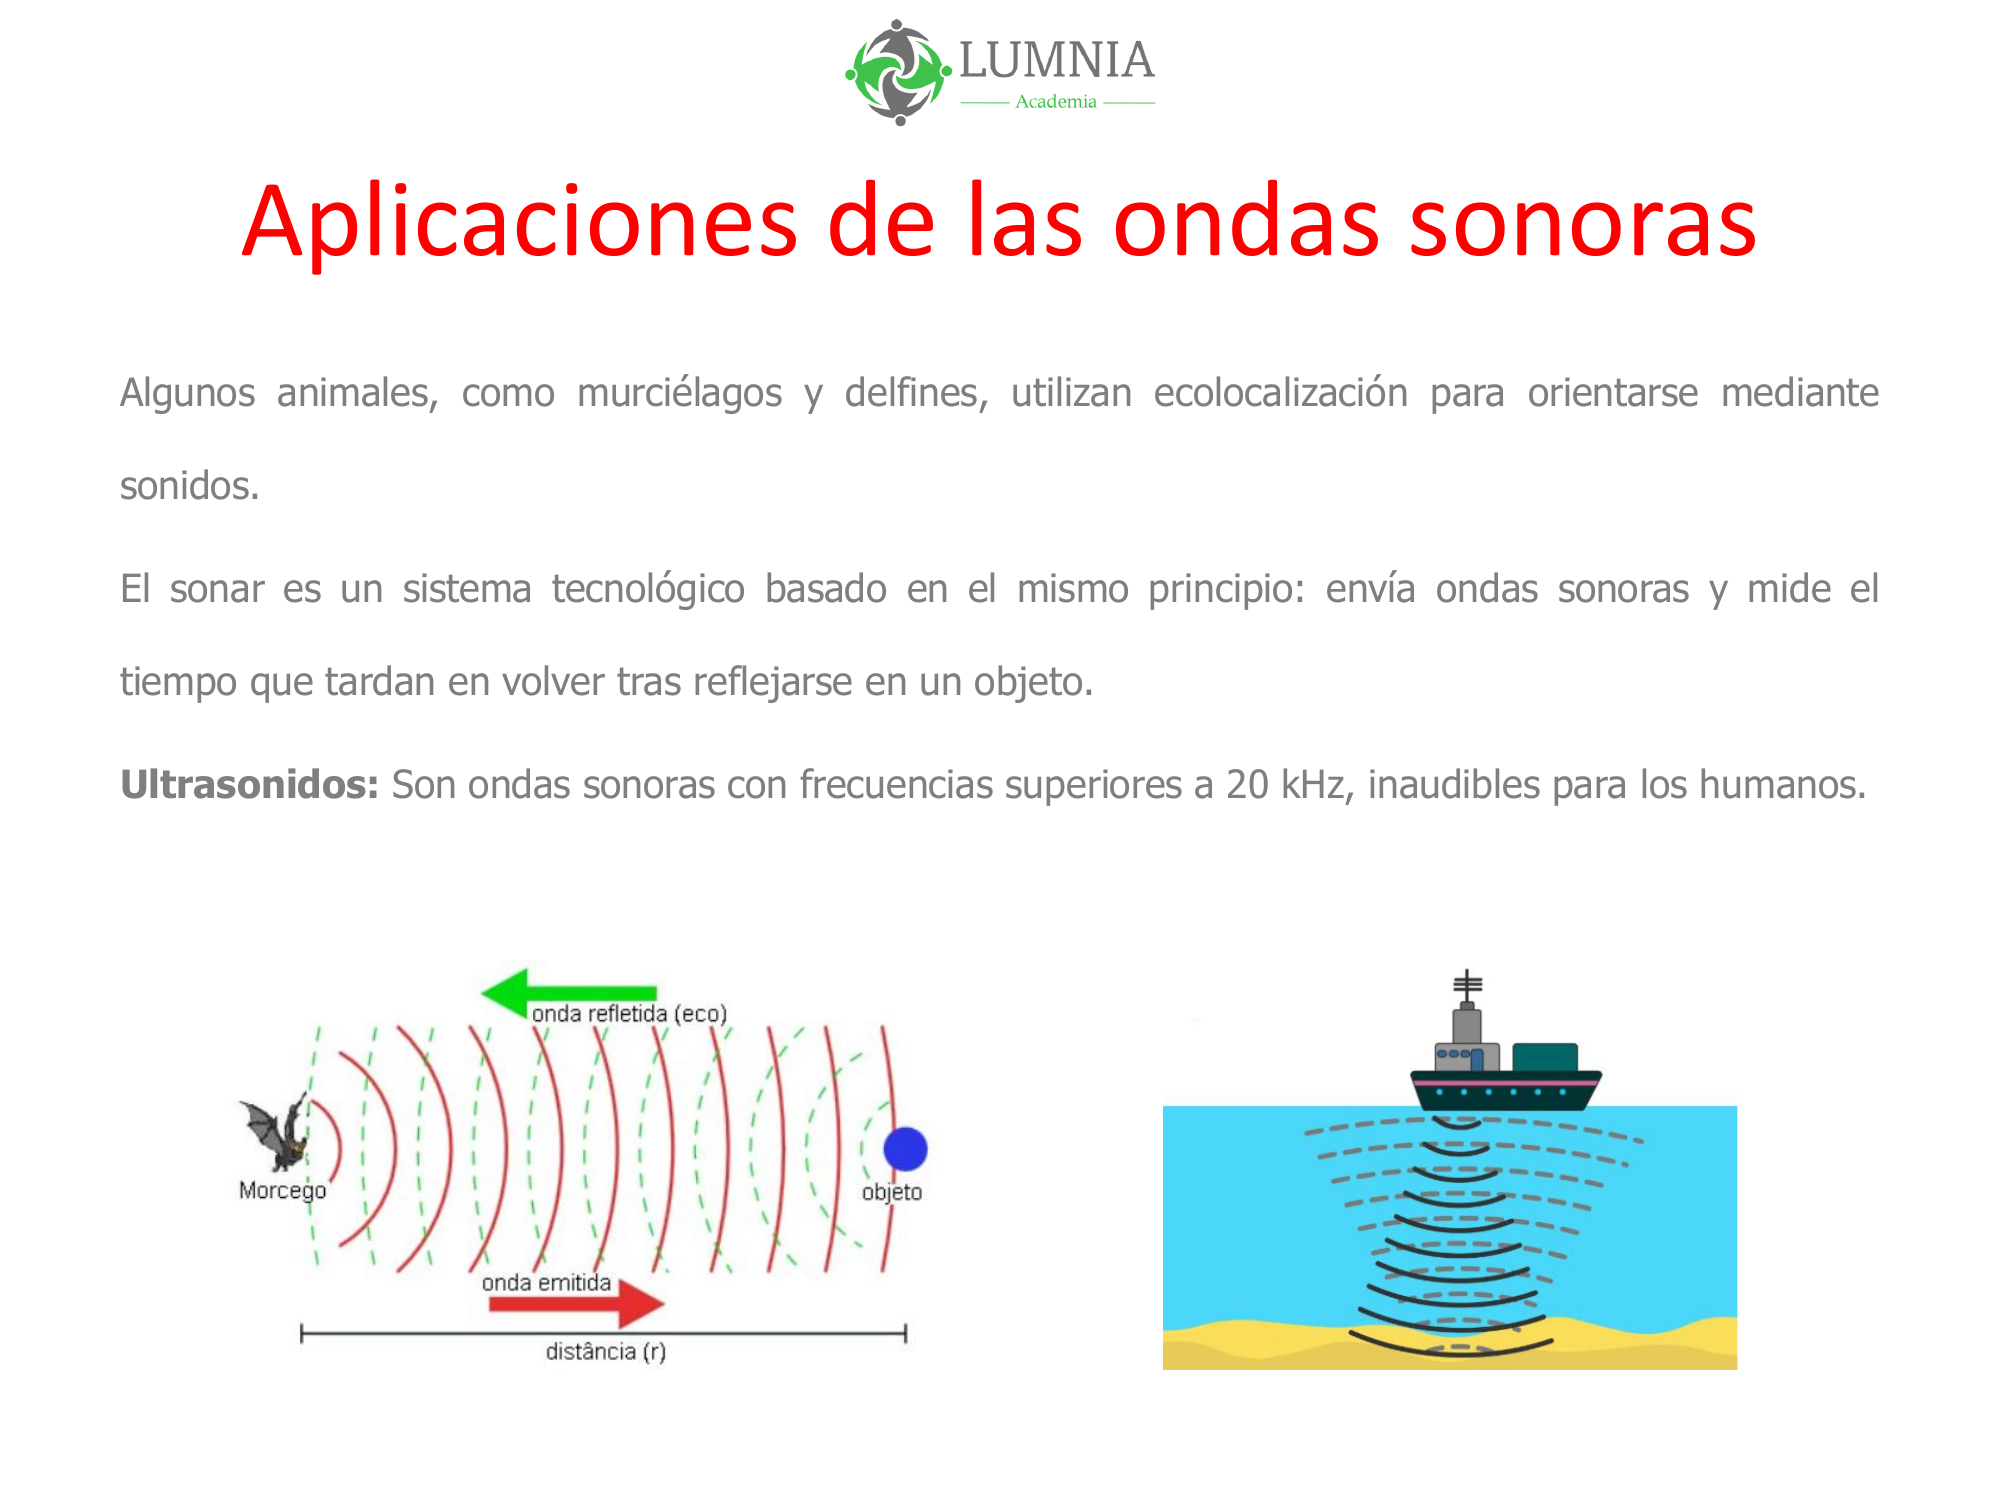 LUMNIA
Academia
Aplicaciones de las ondas sonoras
Algunos animales, como murciélagos y delfines, utilizan ecolocalización para orientarse mediante
sonidos.
El sonar es un sistema tecnológico basado en el mismo principio: envía ondas sonoras y mide el
tiempo que tardan en volver tras reflejarse en un objeto.
Ultrasonidos: Son ondas sonoras con frecuencias superiores a 20 kHz, inaudibles para los humanos.
onda refletida (eco)
Morcego
objeto
onda emitida
distância (r)